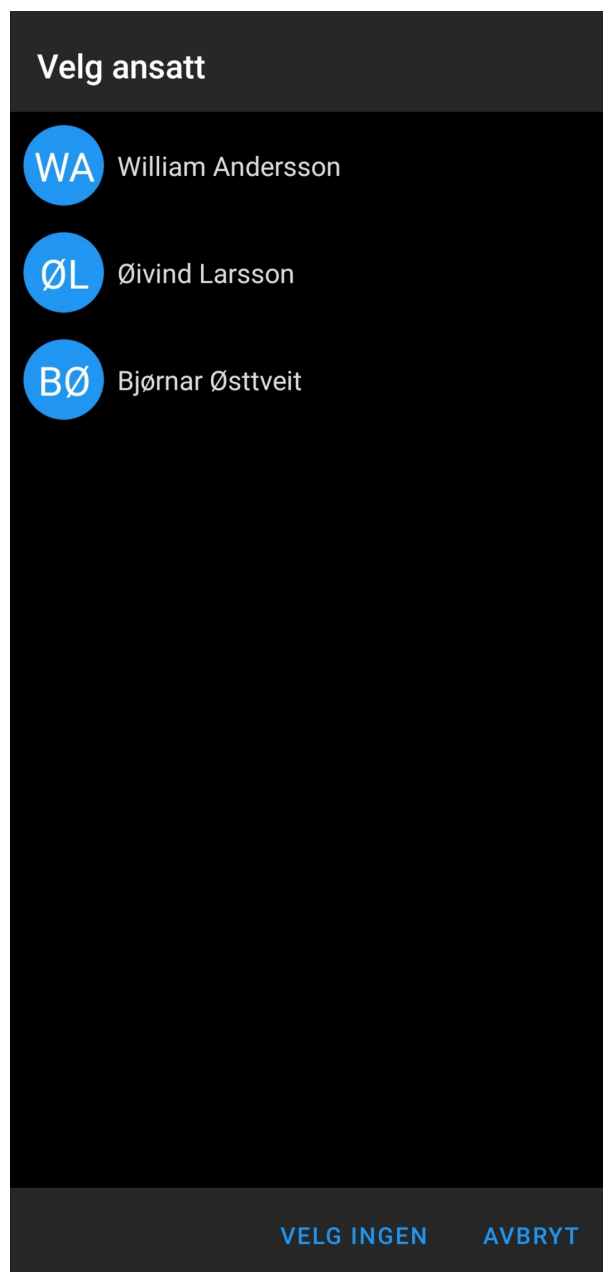 Velg ansatt
WA William Andersson
ØL Øivind Larsson
BØ Bjørnar Østtveit
VELG INGEN AVBRYT